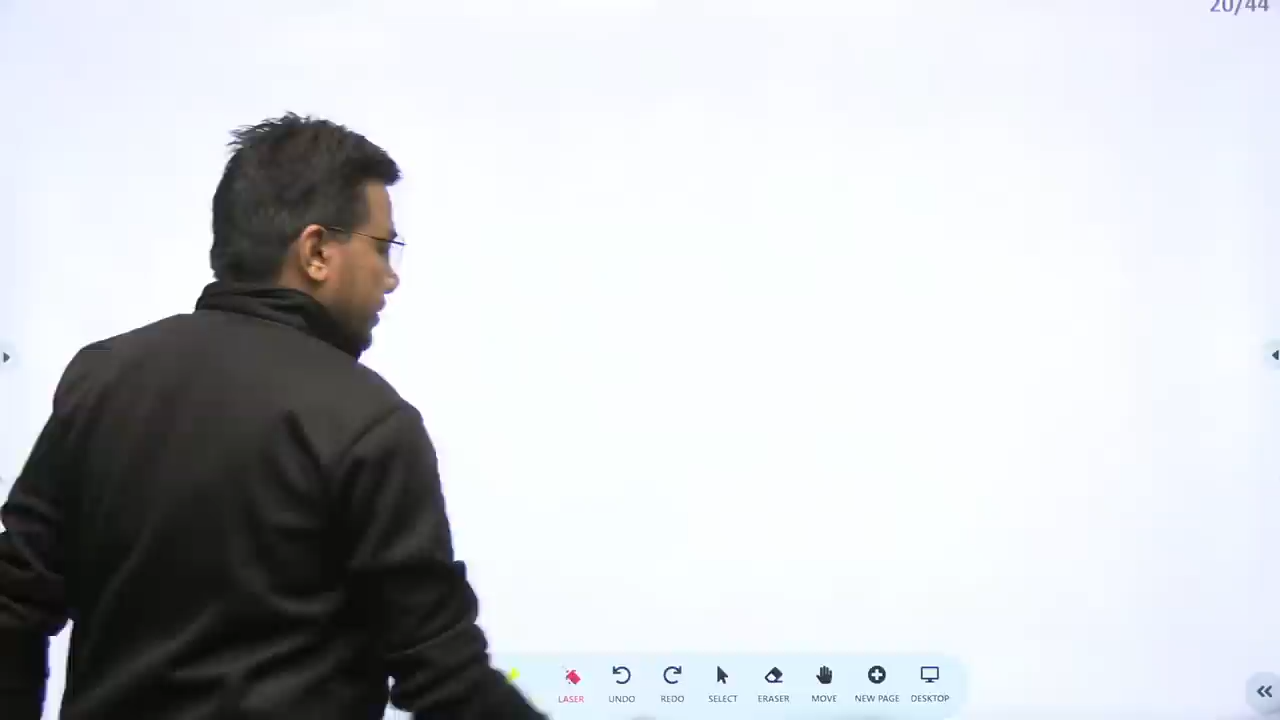 20/44
LASER
UNDO
REDO
SELECT
ERASER
MOVE
NEW PAGE
DESKTOP